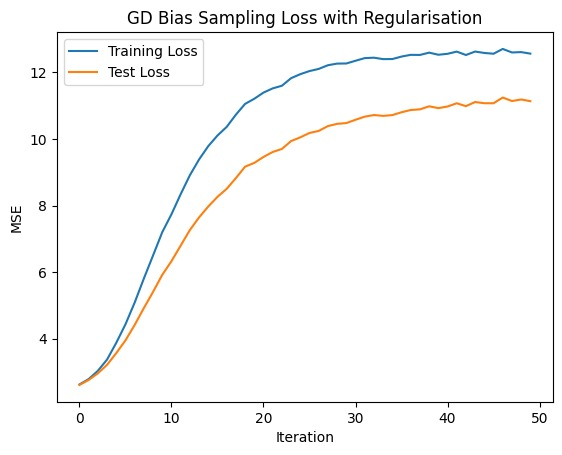 GD Bias Sampling Loss with Regularisation
Training Loss
Test Loss
12
10
8
6
4
MSE
0 10 20 30 40 50
Iteration